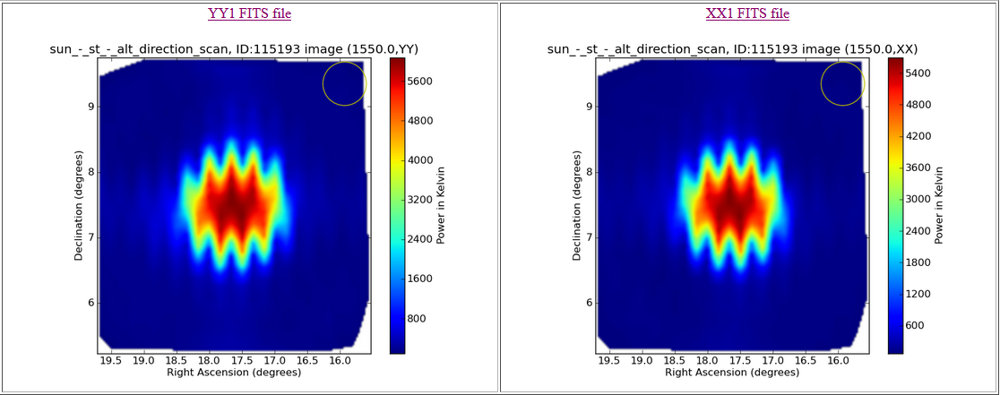 YY1 FITS file
sun_-_st_-_alt_direction_scan, ID:115193 image (1550.0,YY)
9
8
7
6
Declination (degrees)
19.5 19.0 18.5 18.0 17.5 17.0 16.5 16.0
Right Ascension (degrees)
5600
4800
4000
3200
2400
1600
800
Power in Kelvin
XX1 FITS file
sun_-_st_-_alt_direction_scan, ID:115193 image (1550.0,XX)
9
8
7
6
Declination (degrees)
19.5 19.0 18.5 18.0 17.5 17.0 16.5 16.0
Right Ascension (degrees)
5400
4800
4200
3600
3000
2400
1800
1200
600
Power in Kelvin